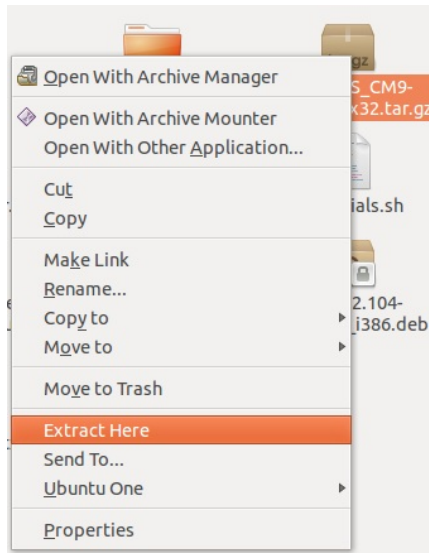 gz
Open With Archive Manager
S_CM9-
x32.tar.gz
Open With Archive Mounter
Open With Other Application...
Cut
ials.sh
Copy
Make Link
Rename...
2.104-
Copy to
_i386.deb
Move to
Move to Trash
Extract Here
Send To...
Ubuntu One
Properties